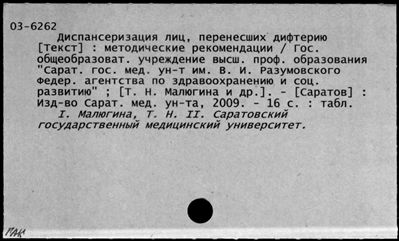 03-6262
Диспансеризация лиц, перенесших дифтерию
[Текст] : методические рекомендации / Гос.
общеобразоват. учреждение высш. проф. образования
"Сарат. гос. мед. ун-т им. В. И. Разумовского
Федер. агентства по здравоохранению и соц.
развитию" ; [Т. Н. Малюгина и др.]. - [Саратов] :
Изд-во Сарат. мед. ун-та, 2009. - 16 с. : табл.
I. Малюгина, Т. Н. II. Саратовский
государственный медицинский университет.